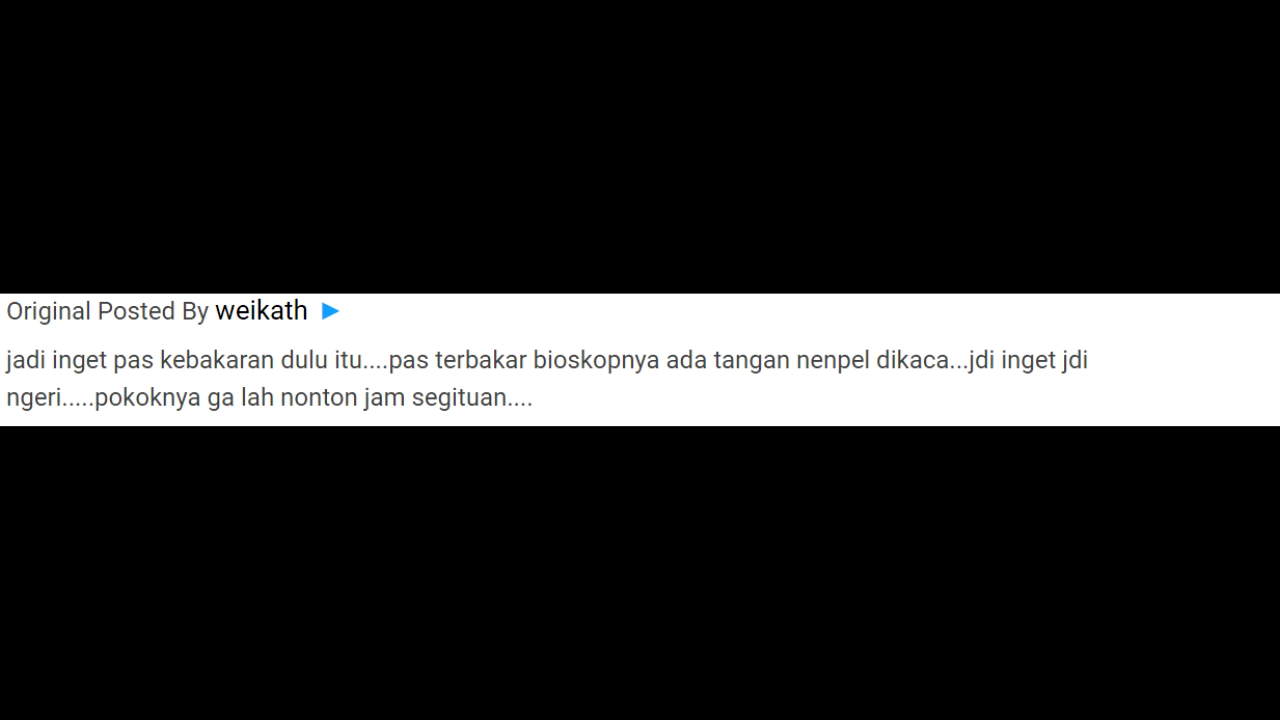 Original Posted By weikath ►
jadi inget pas kebakaran dulu itu....pas terbakar bioskopnya ada tangan nenpel dikaca...jdi inget jdi
ngeri.....pokoknya ga lah nonton jam segituan....